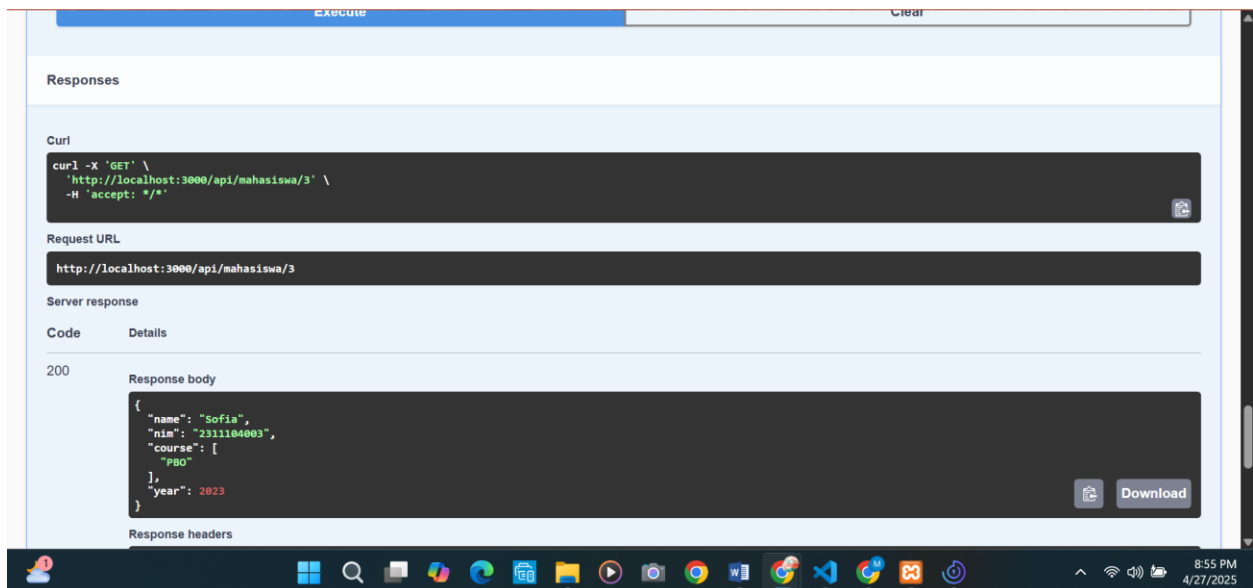 Execute Clear
Responses
Curl
curl -X 'GET' \
'http://localhost:3000/api/mahasiswa/3' \
-H 'accept: */*'
Request URL
http://localhost:3000/api/mahasiswa/3
Server response
Code Details
200
Response body
{
"name": "Sofia",
"nim": "2311104003",
"course": [
"PBO"
],
"year": 2023
}
Download
Response headers
1
8:55 PM
4/27/2025